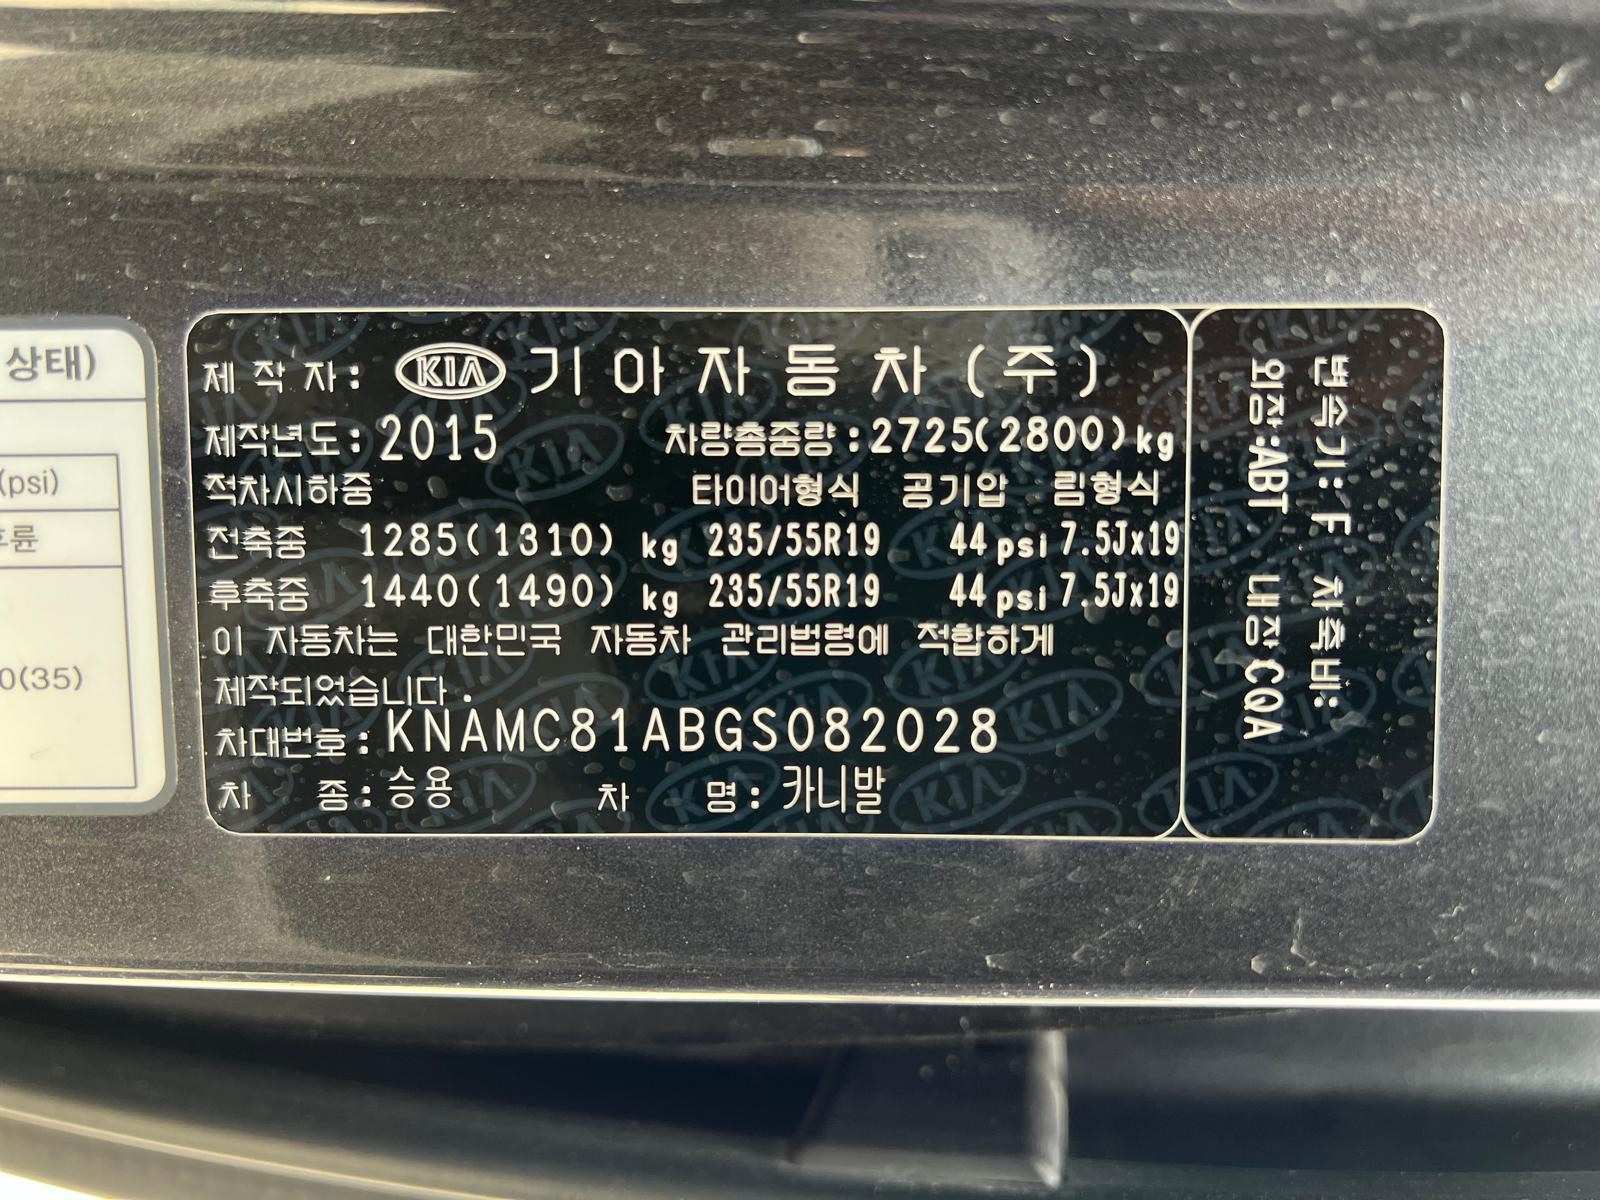 상태)
(psi)
후륜
0(35)
제 작 자: KIA 기아자동차(주)
제작년도: 2015 차량총중량: 2725(2800)kg
적차시하중 타이어형식 공기압 림형식
전축중 1285(1310) kg 235/55R19 44psi 7.5Jx19
후축중 1440(1490) kg 235/55R19 44psi 7.5Jx19
이 자동차는 대한민국 자동차 관리법령에 적합하게
제작되었습니다.
차대번호: KNAMC81ABGS082028
차 종: 승용 차 명: 카니발
변속기: F 차축비:
외장:ABT 내장CQA